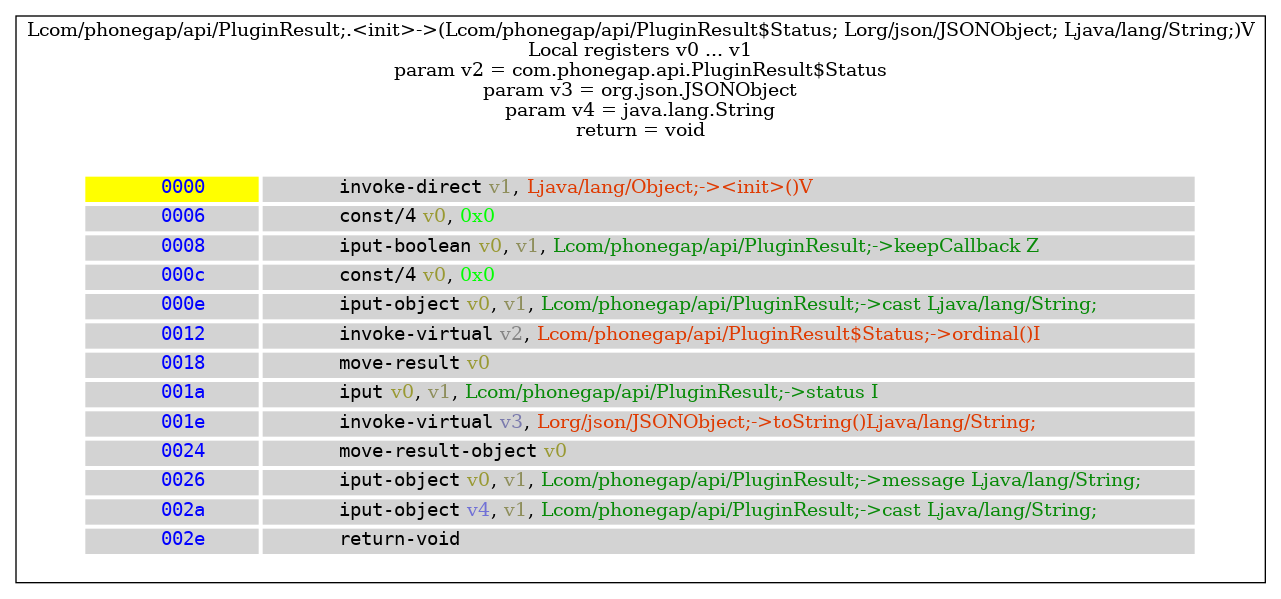 Lcom/phonegap/api/PluginResult;.<init>->(Lcom/phonegap/api/PluginResult$Status; Lorg/json/JSONObject; Ljava/lang/String;)V
Local registers v0 ... v1
param v2 = com.phonegap.api.PluginResult$Status
param v3 = org.json.JSONObject
param v4 = java.lang.String
return = void
0000 invoke-direct v1, Ljava/lang/Object;-><init>()V
0006 const/4 v0, 0x0
0008 iput-boolean v0, v1, Lcom/phonegap/api/PluginResult;->keepCallback Z
000c const/4 v0, 0x0
000e iput-object v0, v1, Lcom/phonegap/api/PluginResult;->cast Ljava/lang/String;
0012 invoke-virtual v2, Lcom/phonegap/api/PluginResult$Status;->ordinal()I
0018 move-result v0
001a iput v0, v1, Lcom/phonegap/api/PluginResult;->status I
001e invoke-virtual v3, Lorg/json/JSONObject;->toString()Ljava/lang/String;
0024 move-result-object v0
0026 iput-object v0, v1, Lcom/phonegap/api/PluginResult;->message Ljava/lang/String;
002a iput-object v4, v1, Lcom/phonegap/api/PluginResult;->cast Ljava/lang/String;
002e return-void